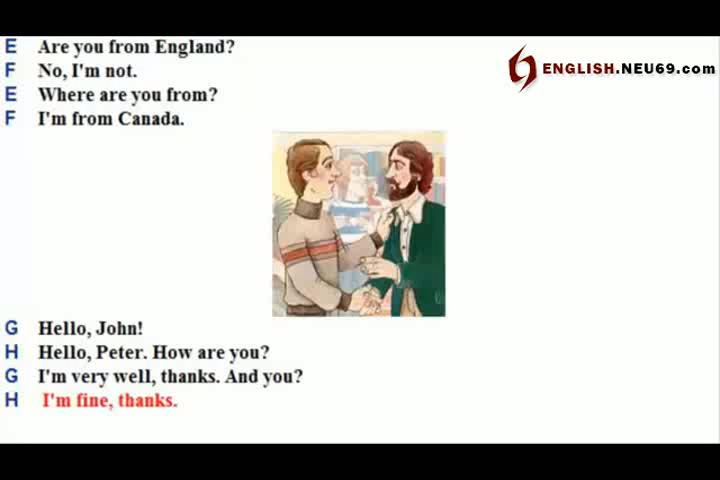 E Are you from England?
F No, I'm not.
E Where are you from?
F I'm from Canada.
ENGLISH.NEU69.com
G Hello, John!
H Hello, Peter. How are you?
G I'm very well, thanks. And you?
H I'm fine, thanks.